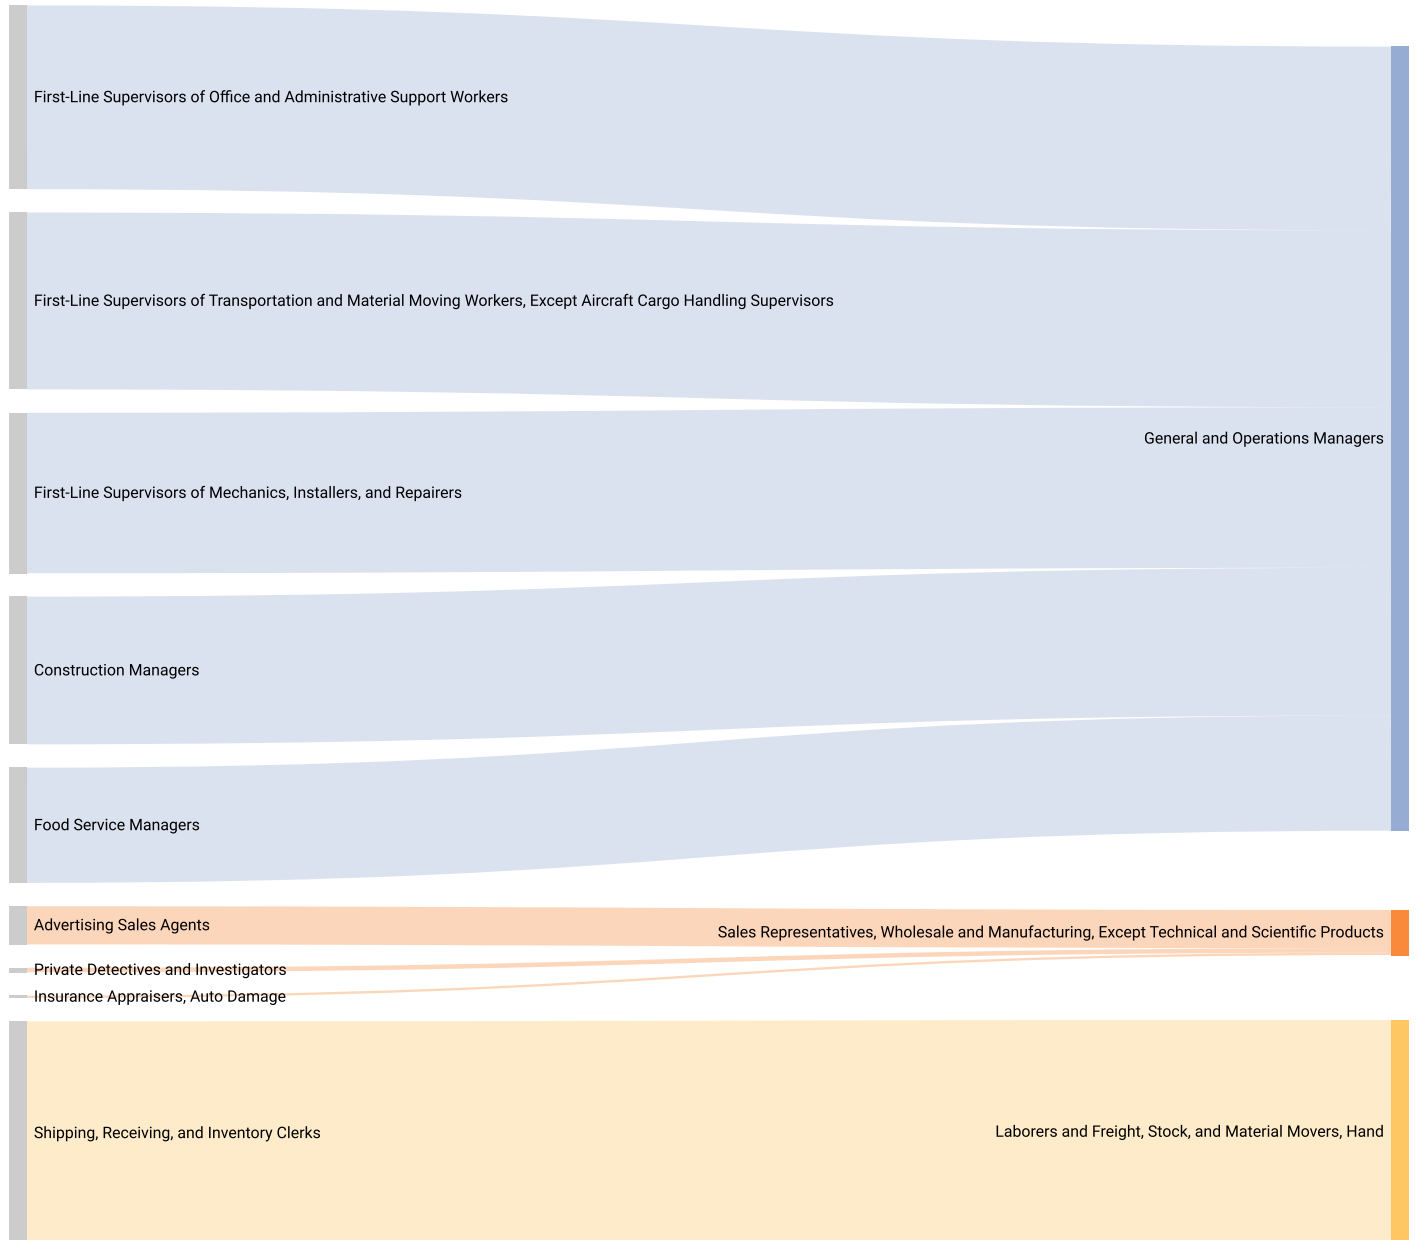 First-Line Supervisors of Office and Administrative Support Workers
First-Line Supervisors of Transportation and Material Moving Workers, Except Aircraft Cargo Handling Supervisors
General and Operations Managers
First-Line Supervisors of Mechanics, Installers, and Repairers
Construction Managers
Food Service Managers
Advertising Sales Agents
Sales Representatives, Wholesale and Manufacturing, Except Technical and Scientific Products
Private Detectives and Investigators
Insurance Appraisers, Auto Damage
Shipping, Receiving, and Inventory Clerks
Laborers and Freight, Stock, and Material Movers, Hand